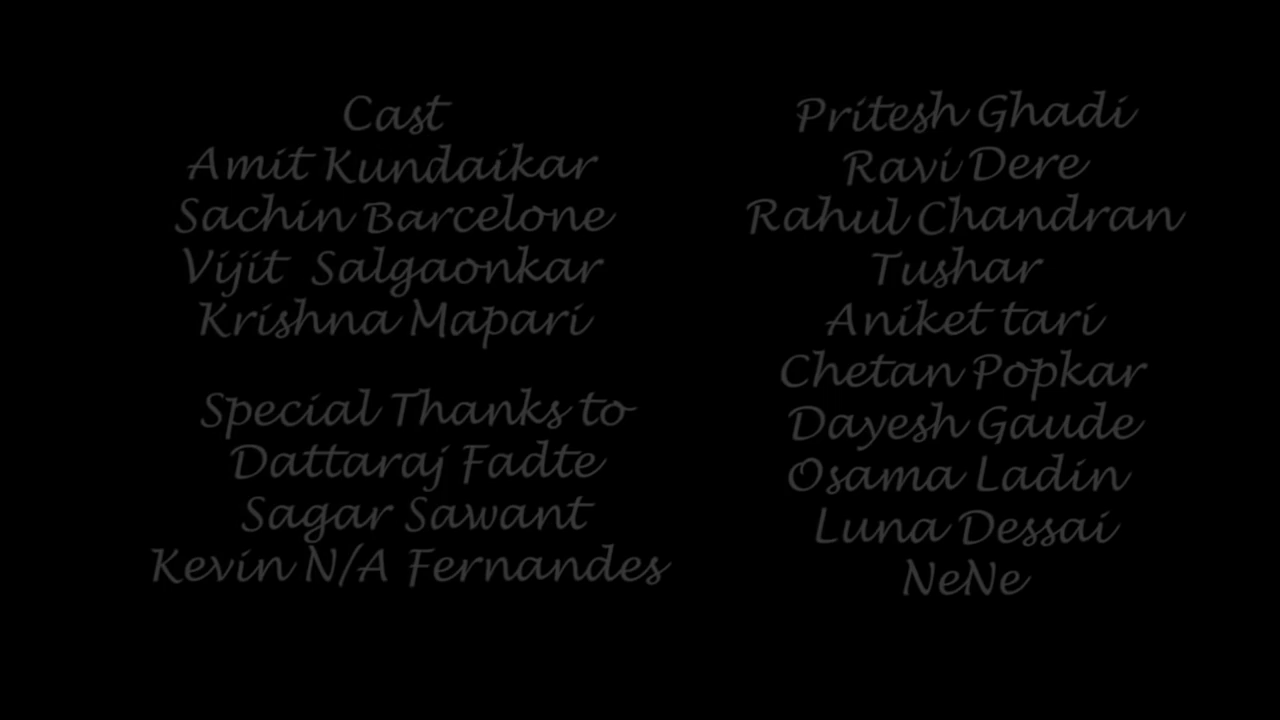 Cast
Amit Kundaikar
Sachin Barcelone
Vijit Salgaonkar
Krishna Mapari
Special Thanks to
Dattaraj Fadte
Sagar Sawant
Kevin N/A Fernandes
Pritesh Ghadi
Ravi Dere
Rahul Chandran
Tushar
Aniket tari
Chetan Popkar
Dayesh Gaude
Osama Ladin
Luna Dessai
NeNe